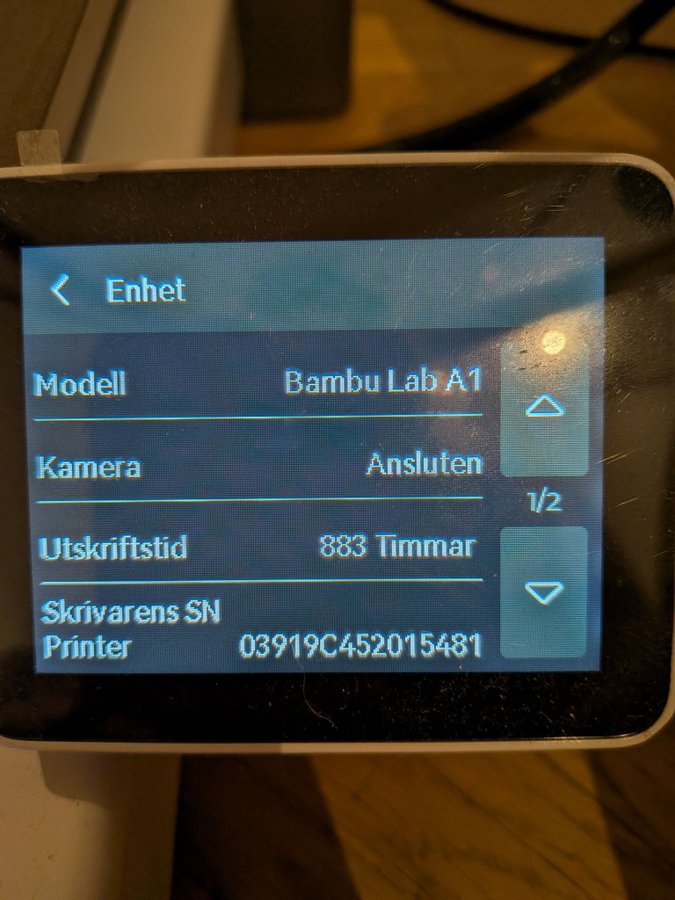 Enhet
Modell Bambu Lab A1
Kamera Ansluten
1/2
Utskriftstid 883 Timmar
Skrivarens SN
Printer 03919C452015481